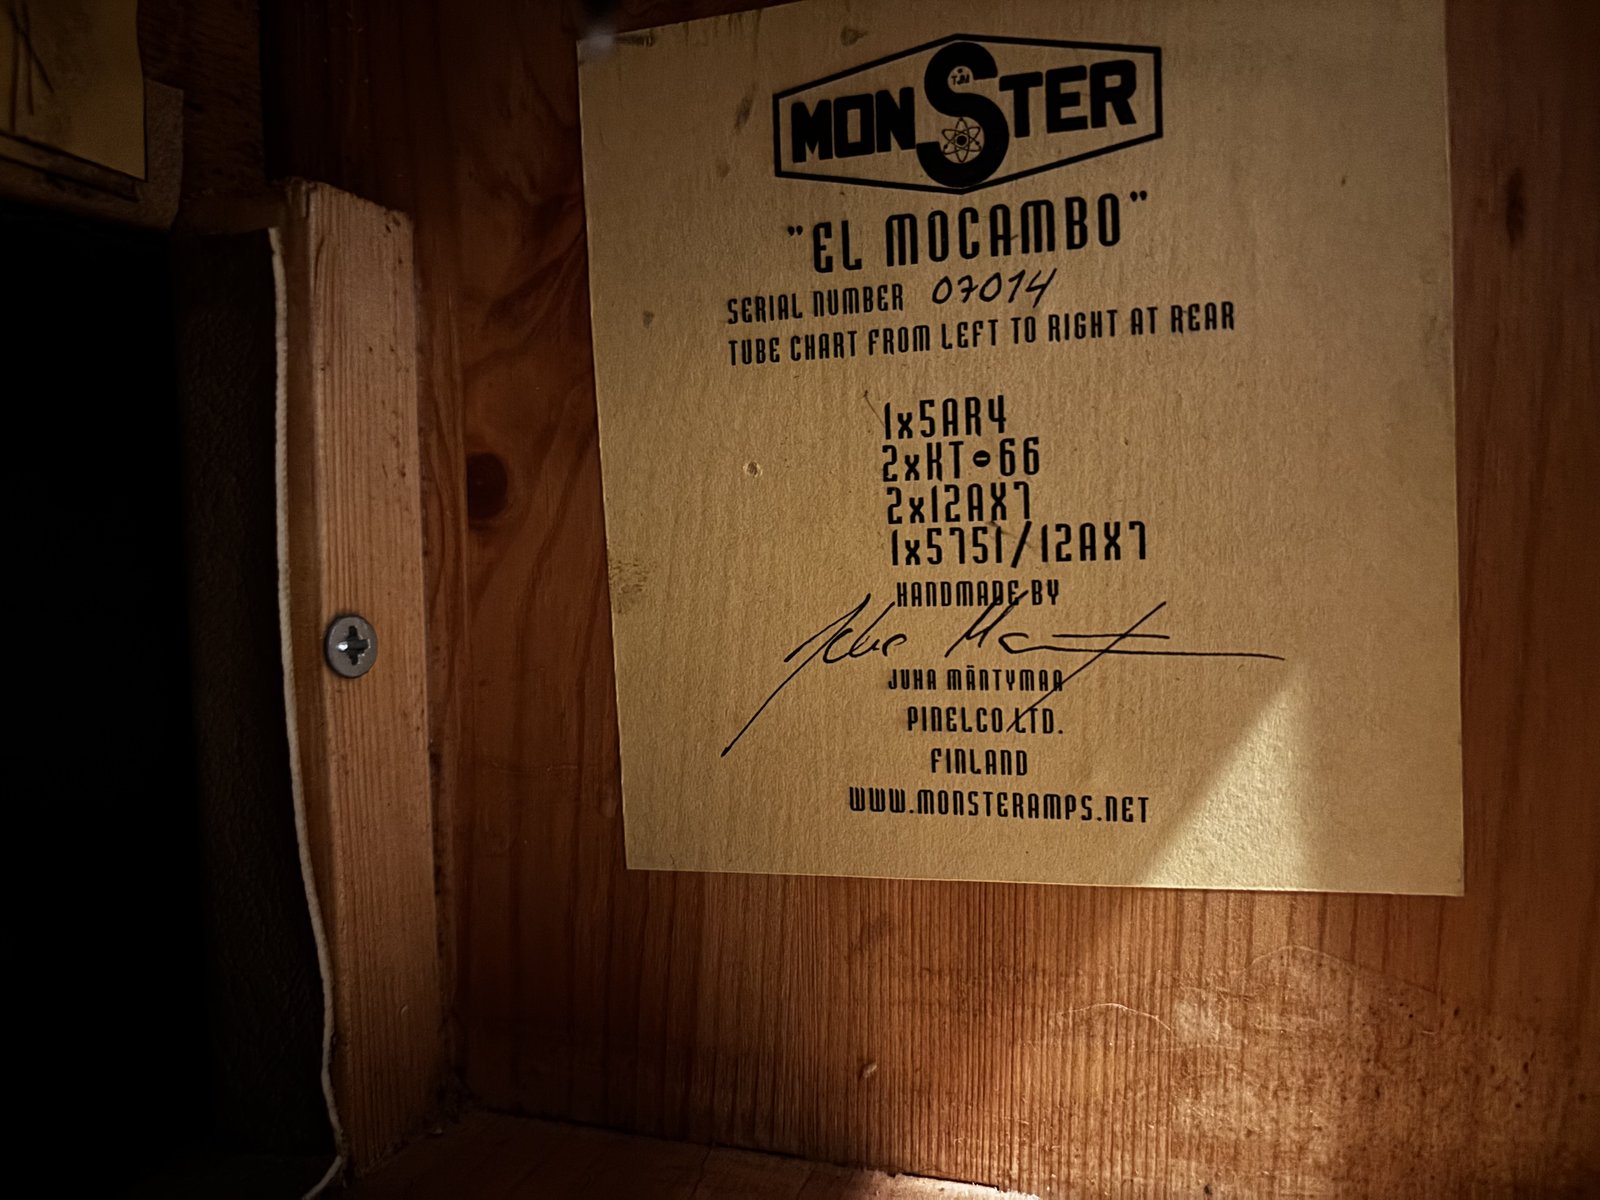 MONSTER
TJM
"EL MOCAMBO"
SERIAL NUMBER 07014
TUBE CHART FROM LEFT TO RIGHT AT REAR
1x5AR4
2xKT-66
2x12AX7
1x5751/12AX7
HANDMADE BY
JUHA MÄNTYMAA
PINELCO LTD.
FINLAND
WWW.MONSTERAMPS.NET